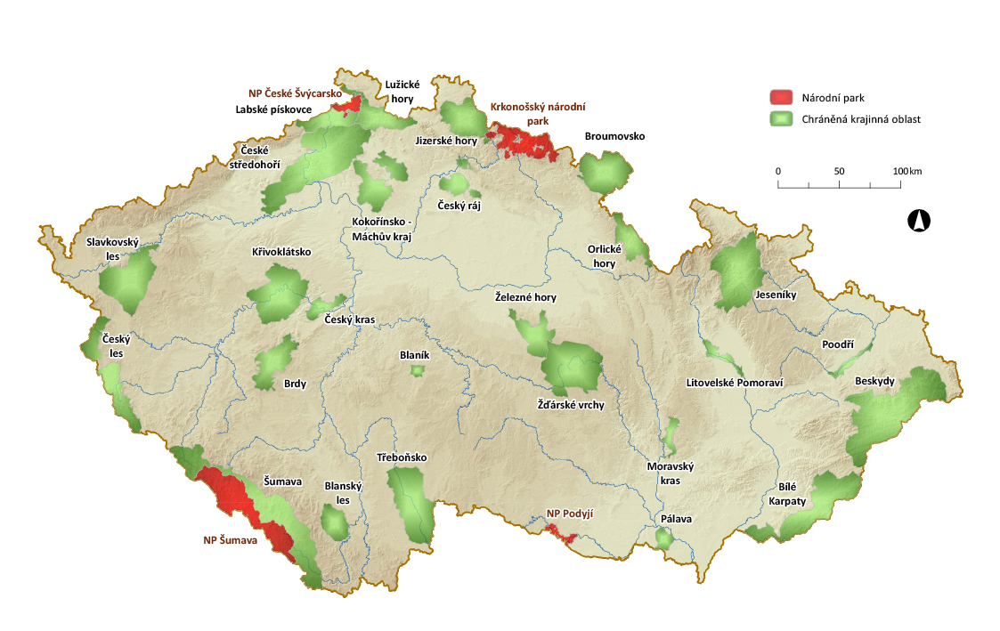 Lužické
hory
NP České Švýcarsko
Labské pískovce
Krkonošský národní
park
Národní park
Chráněná krajinná oblast
Jizerské hory
Broumovsko
České
středohoří
0 50 100 km
Český ráj
Kokořínsko -
Máchův kraj
Slavkovský
les
Křivoklátsko
Orlické
hory
Železné hory
Jeseníky
Český kras
Český
les
Poodří
Blaník
Brdy
Litovelské Pomoraví
Beskydy
Žďárské vrchy
Třeboňsko
Moravský
kras
Šumava
Blanský
les
Bílé
Karpaty
NP Podyjí
Pálava
NP Šumava